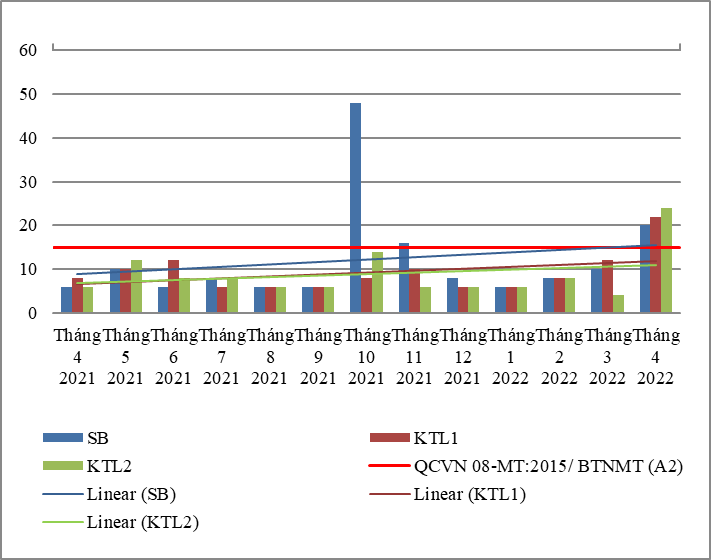 60
50
40
30
20
10
0
Tháng Tháng Tháng Tháng Tháng Tháng Tháng Tháng Tháng Tháng Tháng Tháng Tháng
4 5 6 7 8 9 10 11 12 1 2 3 4
2021 2021 2021 2021 2021 2021 2021 2021 2021 2022 2022 2022 2022
SB KTL1
KTL2 QCVN 08-MT:2015/ BTNMT (A2)
Linear (SB) Linear (KTL1)
Linear (KTL2)